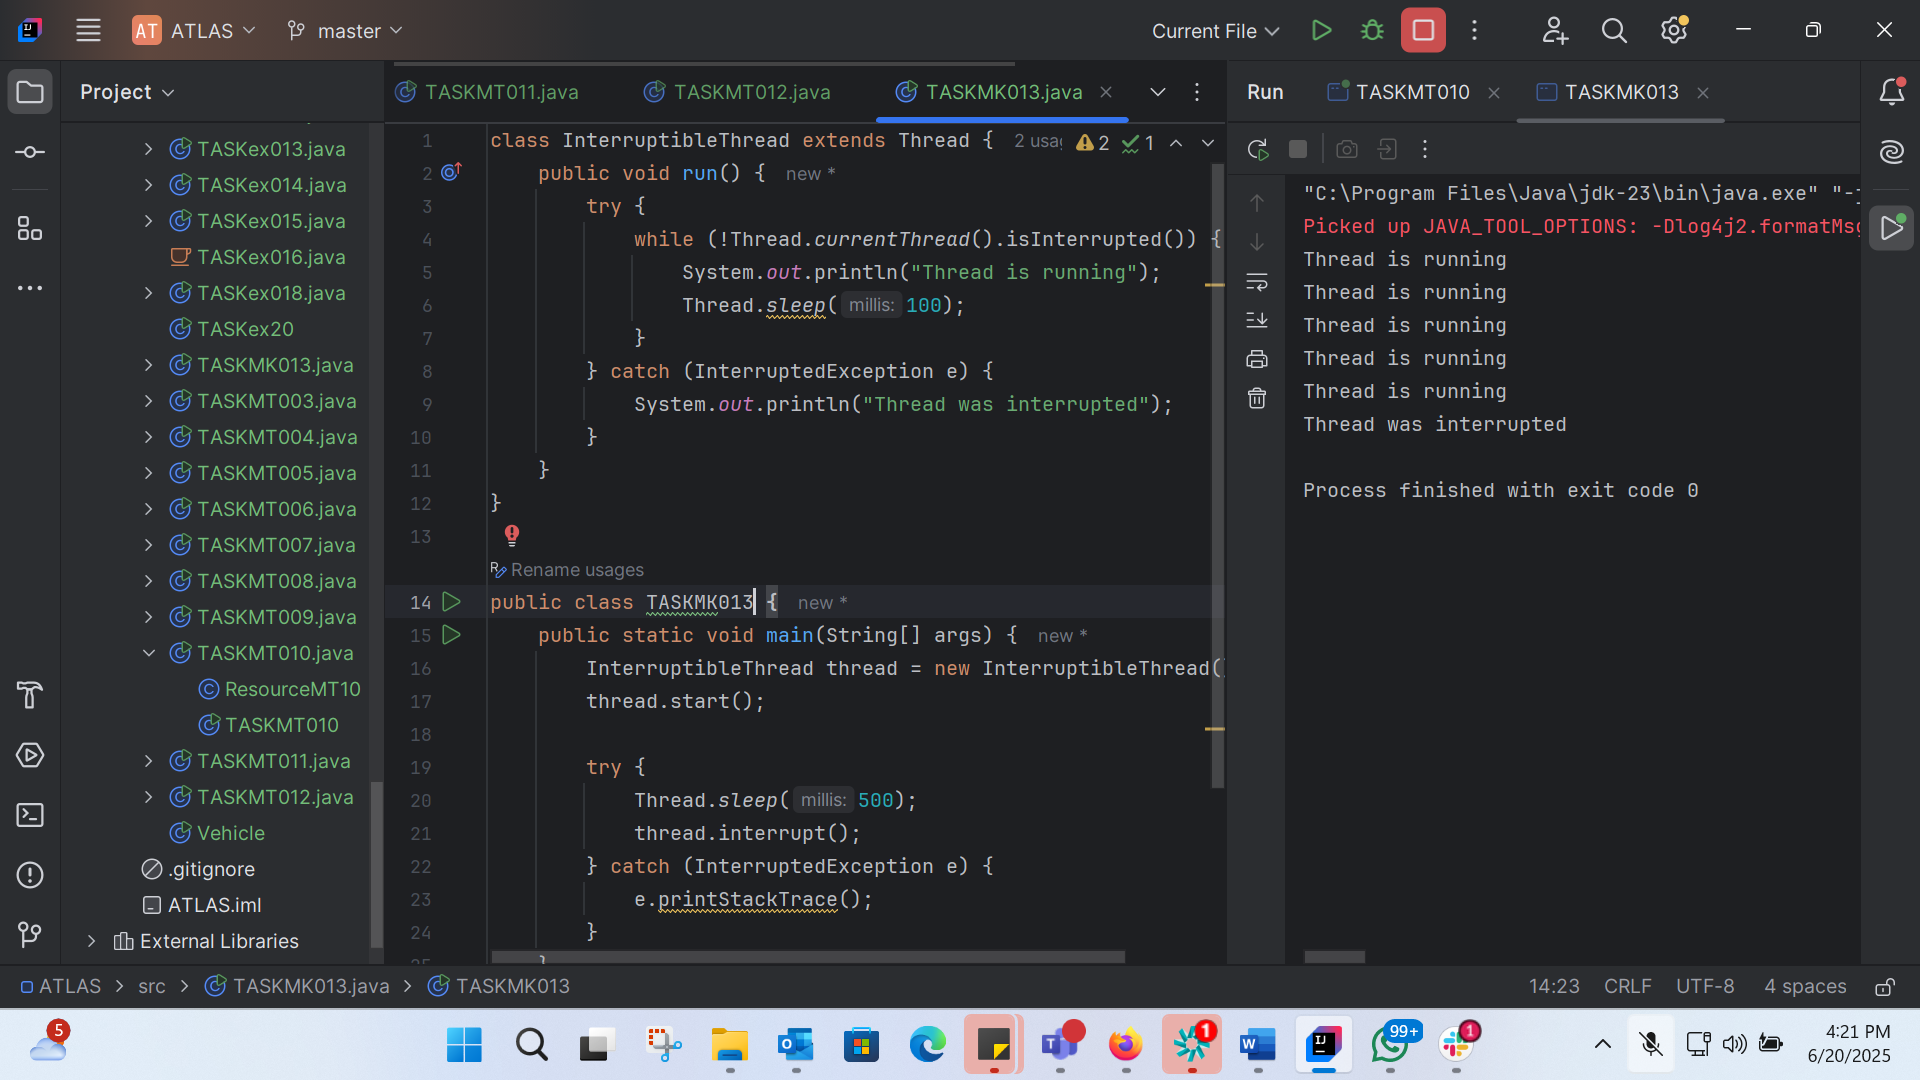 AT ATLAS
master
Current File
Project
TASKex013.java
TASKex014.java
TASKex015.java
TASKex016.java
TASKex018.java
TASKex20
TASKMK013.java
TASKMT003.java
TASKMT004.java
TASKMT005.java
TASKMT006.java
TASKMT007.java
TASKMT008.java
TASKMT009.java
TASKMT010.java
ResourceMT10
TASKMT010
TASKMT011.java
TASKMT012.java
Vehicle
.gitignore
ATLAS.iml
External Libraries
TASKMT011.java TASKMT012.java TASKMK013.java
2 1
1 class InterruptibleThread extends Thread { 2 usag
2 public void run() { new *
3 try {
4 while (!Thread.currentThread().isInterrupted()) {
5 System.out.println("Thread is running");
6 Thread.sleep( millis: 100);
7 }
8 } catch (InterruptedException e) {
9 System.out.println("Thread was interrupted");
10 }
11 }
12 }
13
Rename usages
14 public class TASKMK013 { new *
15 public static void main(String[] args) { new *
16 InterruptibleThread thread = new InterruptibleThread(
17 thread.start();
18
19 try {
20 Thread.sleep( millis: 500);
21 thread.interrupt();
22 } catch (InterruptedException e) {
23 e.printStackTrace();
24 }
25 }
Run TASKMT010 TASKMK013
"C:\Program Files\Java\jdk-23\bin\java.exe" "-j
Picked up JAVA_TOOL_OPTIONS: -Dlog4j2.formatMsg
Thread is running
Thread is running
Thread is running
Thread is running
Thread is running
Thread was interrupted
Process finished with exit code 0
ATLAS > src > TASKMK013.java > TASKMK013
14:23 CRLF UTF-8 4 spaces
5
1
99+
1
4:21 PM
6/20/2025